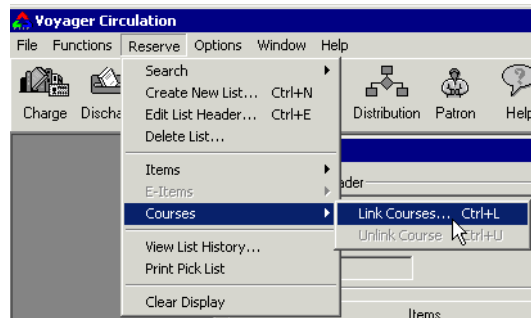 Voyager Circulation
File Functions Reserve Options Window Help
Charge Discha Distribution Patron Help
Search
Create New List... Ctrl+N
Edit List Header... Ctrl+E
Delete List...
Items
E-Items
Courses
View List History...
Print Pick List
Clear Display
ader
Link Courses... Ctrl+L
Unlink Course Ctrl+U
Items